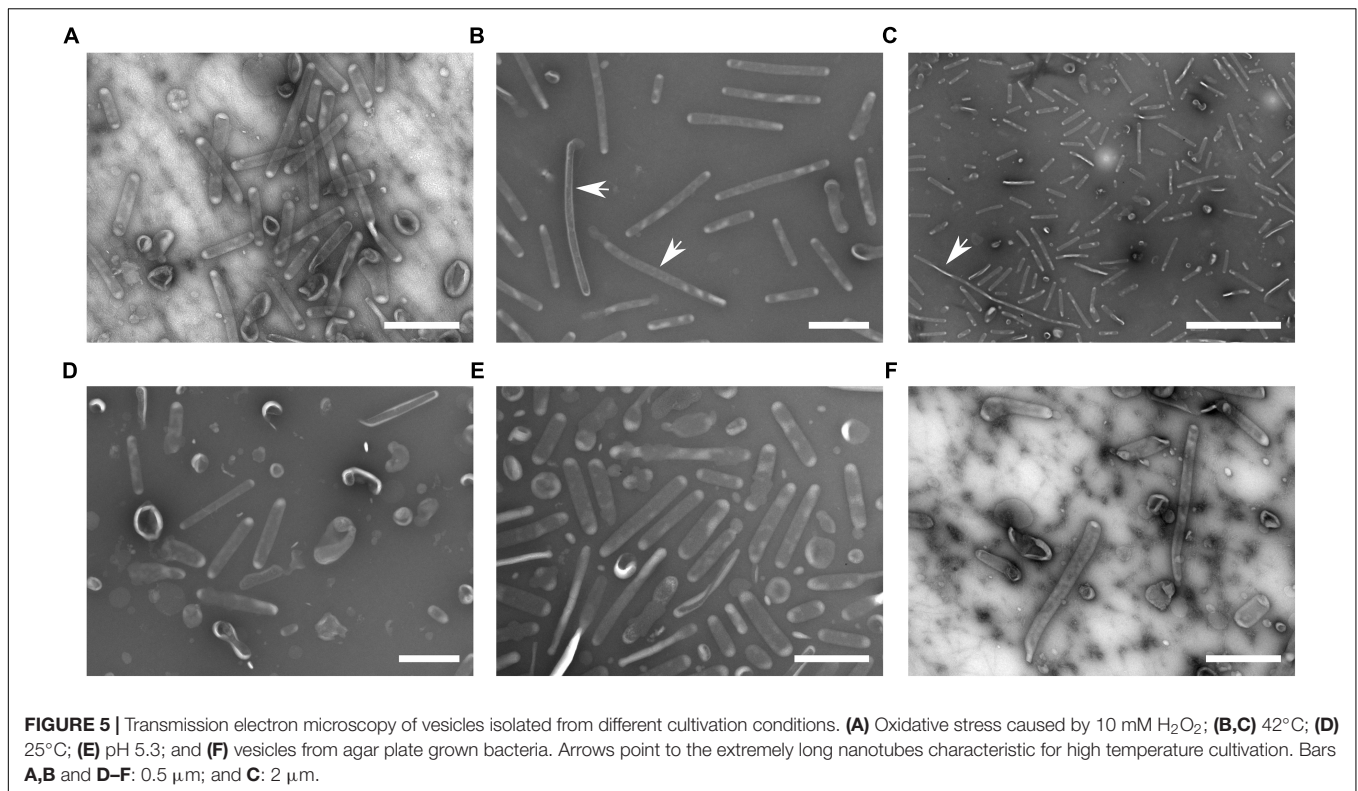 A
B
C
D
E
F
FIGURE 5 | Transmission electron microscopy of vesicles isolated from different cultivation conditions. (A) Oxidative stress caused by 10 mM H₂O₂; (B,C) 42°C; (D)
25°C; (E) pH 5.3; and (F) vesicles from agar plate grown bacteria. Arrows point to the extremely long nanotubes characteristic for high temperature cultivation. Bars
A,B and D–F: 0.5 μm; and C: 2 μm.